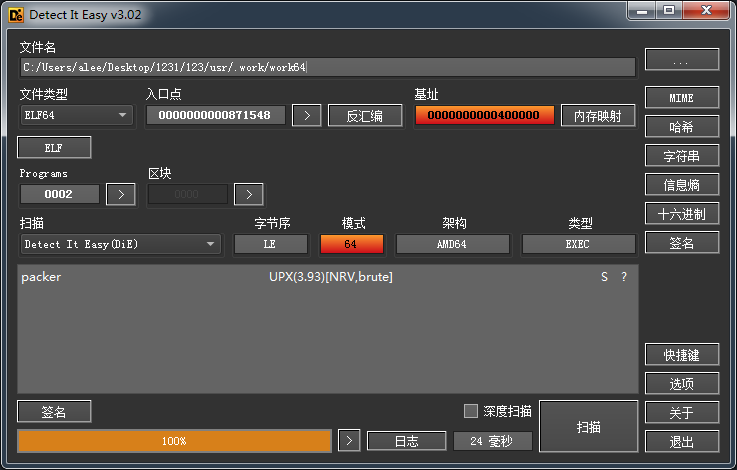 Detect It Easy v3.02
文件名
C:/Users/alee/Desktop/1231/123/usr/.work/work64
...
文件类型 入口点 基址
ELF64 0000000000871548 > 反汇编 0000000000400000 内存映射
MIME
哈希
ELF
字符串
Programs 区块
信息熵
0002 > 0000 >
十六进制
扫描 字节序 模式 架构 类型
Detect It Easy(DiE) LE 64 AMD64 EXEC
签名
packer UPX(3.93)[NRV,brute] S ?
快捷键
选项
签名 深度扫描 扫描 关于
100% > 日志 24 毫秒 退出